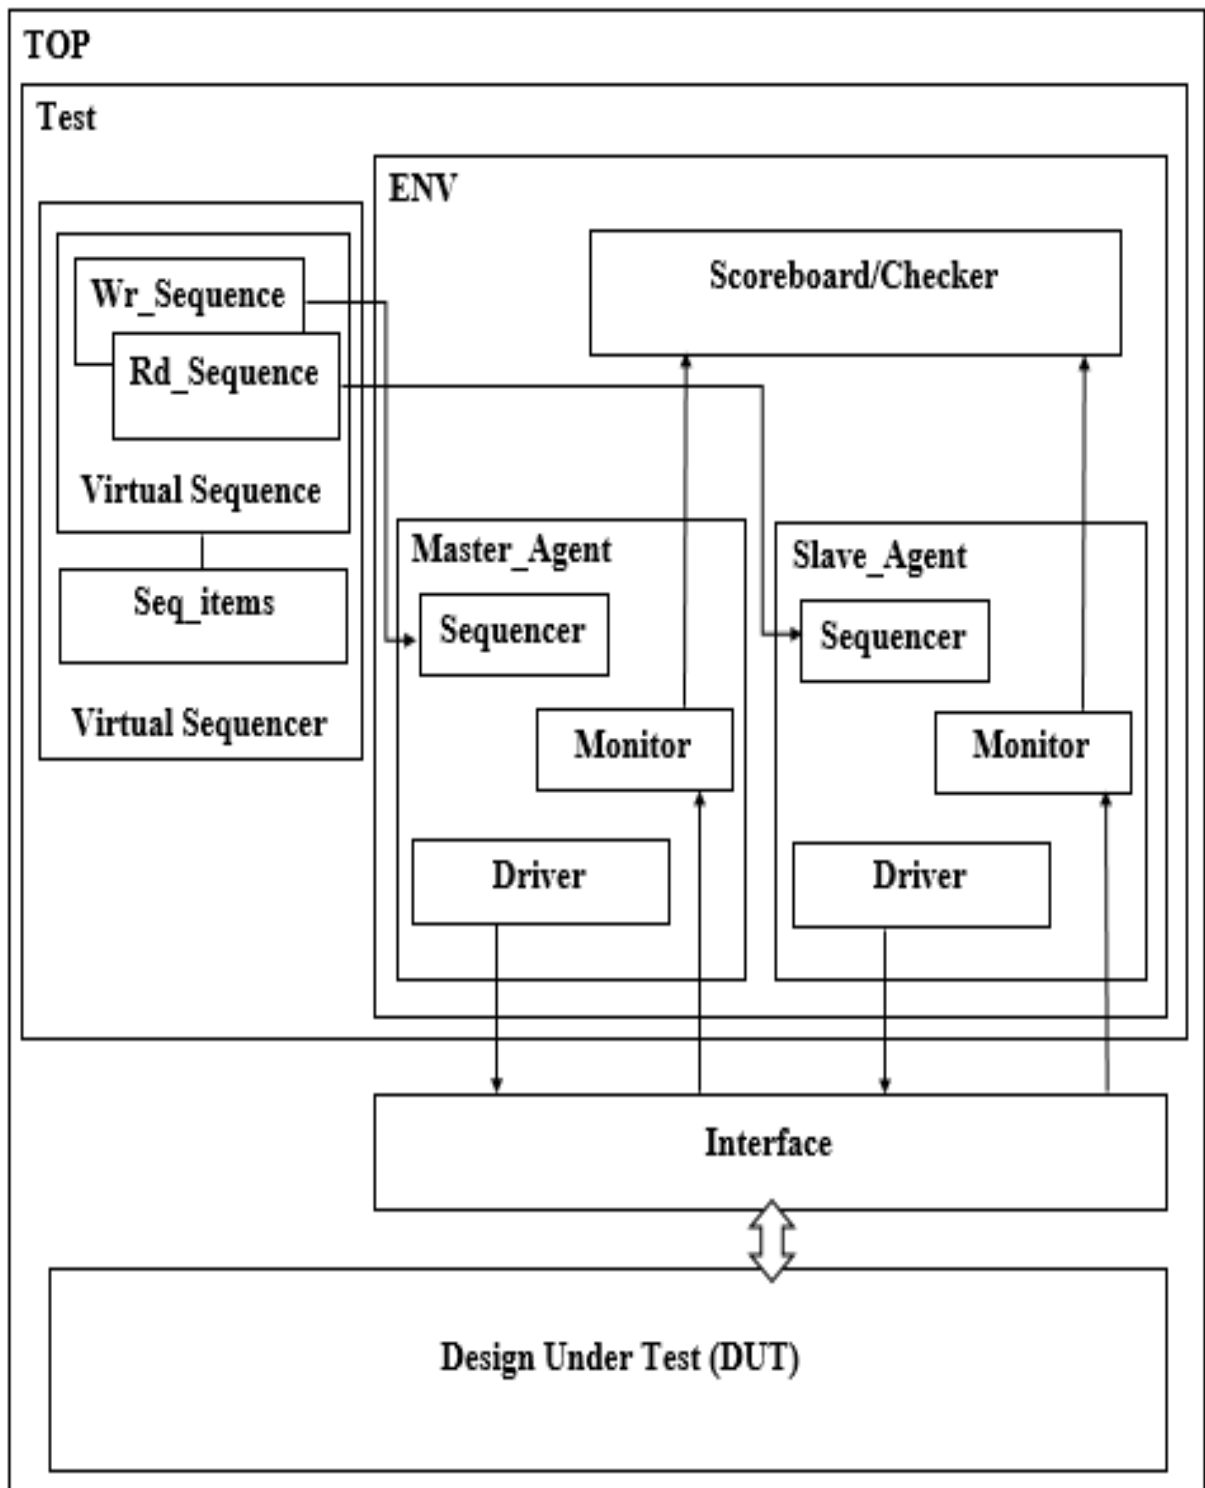 TOP
Test
ENV
Scoreboard/Checker
Wr_Sequence
Rd_Sequence
Virtual Sequence
Seq_items
Virtual Sequencer
Master_Agent
Sequencer
Monitor
Driver
Slave_Agent
Sequencer
Monitor
Driver
Interface
Design Under Test (DUT)